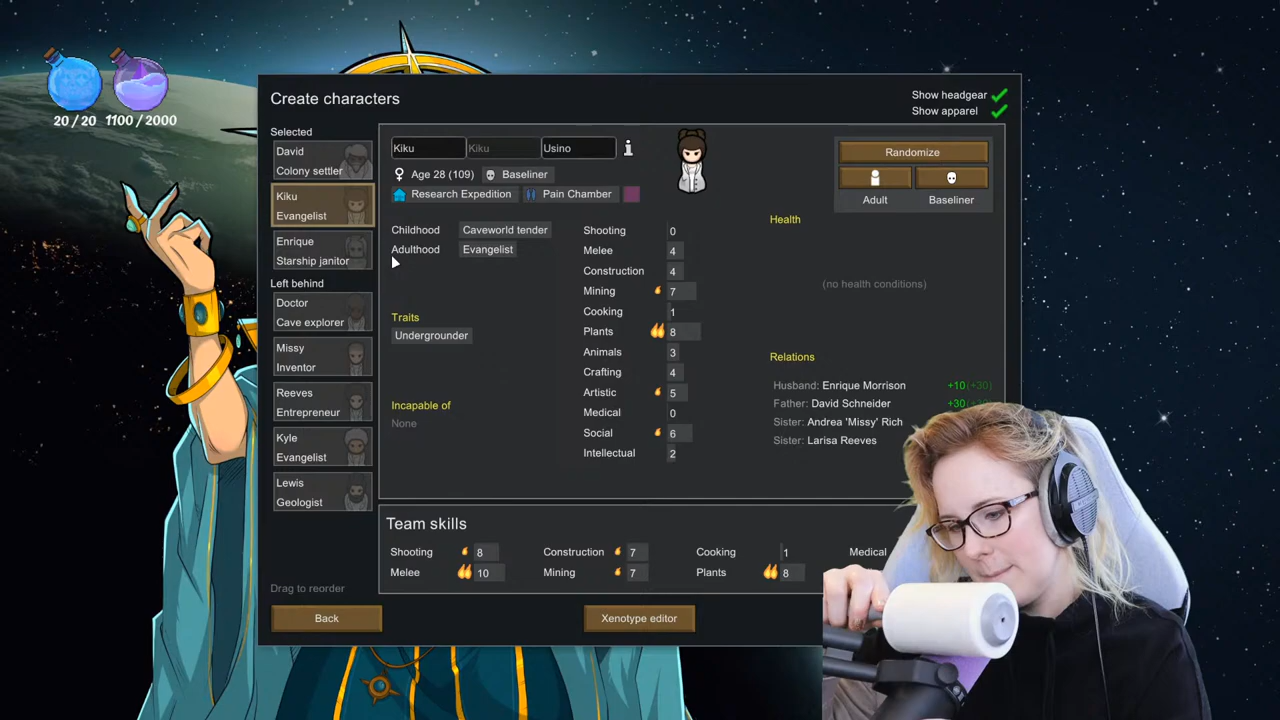 20 / 20
1100 / 2000
Create characters
Show headgear
Show apparel
Selected
David
Colony settler
Kiku
Evangelist
Enrique
Starship janitor
Left behind
Doctor
Cave explorer
Missy
Inventor
Reeves
Entrepreneur
Kyle
Evangelist
Lewis
Geologist
Drag to reorder
Back
Kiku
Kiku
Usino
Age 28 (109)
Baseliner
Research Expedition
Pain Chamber
Childhood
Caveworld tender
Adulthood
Evangelist
Traits
Undergrounder
Incapable of
None
Shooting 0
Melee 4
Construction 4
Mining 7
Cooking 1
Plants 8
Animals 3
Crafting 4
Artistic 5
Medical 0
Social 6
Intellectual 2
Randomize
Adult
Baseliner
Health
(no health conditions)
Relations
Husband: Enrique Morrison +10 (+30)
Father: David Schneider +30
Sister: Andrea 'Missy' Rich
Sister: Larisa Reeves
Team skills
Shooting 8
Construction 7
Cooking 1
Medical
Melee 10
Mining 7
Plants 8
Xenotype editor